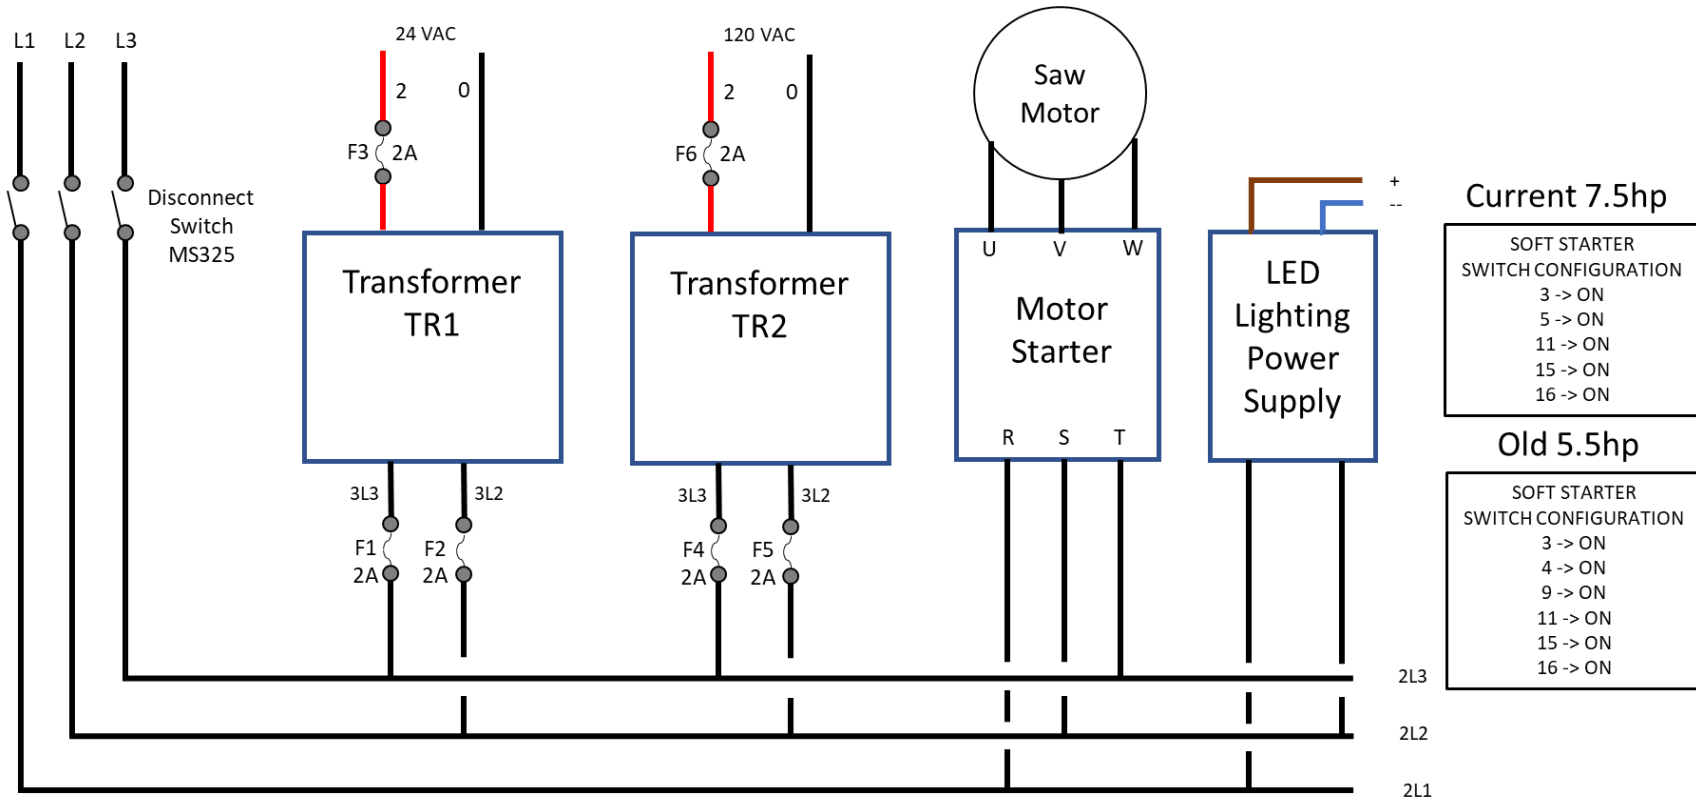 L1
L2
L3
Disconnect
Switch
MS325
24 VAC
2
0
F3
2A
Transformer
TR1
3L3
3L2
F1
2A
F2
2A
120 VAC
2
0
F6
2A
Transformer
TR2
3L3
3L2
F4
2A
F5
2A
Saw
Motor
U
V
W
Motor
Starter
R
S
T
+
--
LED
Lighting
Power
Supply
2L3
2L2
2L1
Current 7.5hp
SOFT STARTER
SWITCH CONFIGURATION
3 -> ON
5 -> ON
11 -> ON
15 -> ON
16 -> ON
Old 5.5hp
SOFT STARTER
SWITCH CONFIGURATION
3 -> ON
4 -> ON
9 -> ON
11 -> ON
15 -> ON
16 -> ON